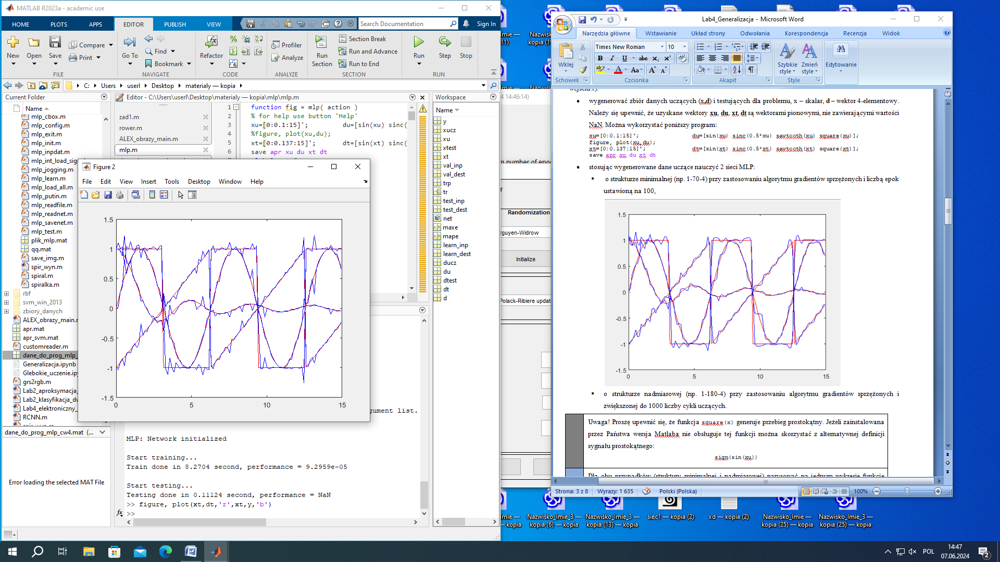 MATLAB R2023a - academic use
HOME PLOTS APPS EDITOR PUBLISH VIEW
Search Documentation
Sign In
New Open Save Compare Print
Go To Find Bookmark
Refactor
Profiler
Analyze
Run Section
Section Break
Run and Advance
Run to End
Run Step Stop
FILE NAVIGATE CODE ANALYZE SECTION RUN
C: Users userl Desktop materialy — kopia
Current Folder
Name
mlp_cbox.m
mlp_config.m
mlp_exit.m
mlp_init.m
mlp_inpdat.m
mlp_int_load_sig
mlp_jogging.m
mlp_learn.m
mlp_load_all.m
mlp_putin.m
mlp_readfile.m
mlp_readnet.m
mlp_savenet.m
mlp_test.m
plik_mlp.mat
qq.mat
save_img.m
spir_wyn.m
spiral.m
spiralka.m
rbf
svm_win_2013
zbiory_danych
ALEX_obrazy_main.r
apr.mat
apr_svm.mat
customreader.m
dane_do_prog_mlp_
Generalizacja.ipynb
Glebokie_uczenie.ipy
grs2rgb.m
Lab2_aproksymacja_
Lab2_klasyfikacja_dw
Lab4_elektroniczny_
RCNN.m
dane_do_prog_mlp_cw4.mat (...
Error loading the selected MAT File
Editor - C:\Users\userl\Desktop\materialy — kopia\mlp\mlp.m
zad1.m
rower.m
ALEX_obrazy_main.m
mlp.m
1 function fig = mlp( action )
2 % for help use button 'Help'
3 xu=[0:0.1:15]'; du=[sin(xu) sinc(
4 %figure, plot(xu,du);
5 xt=[0:0.137:15]'; dt=[sin(xt) sinc(
6 save apr xu du xt dt
Figure 2
File Edit View Insert Tools Desktop Window Help
1.5
1
0.5
0
-0.5
-1
-1.5
0 5 10 15
gument list.
MLP: Network initialized
Start training...
Train done in 8.2704 second, performance = 9.2959e-05
Start testing...
Testing done in 0.11124 second, performance = NaN
>> figure, plot(xt,dt,'r',xt,y,'b')
>>
Workspace
Name
y
xucz
xu
xtest
xt
val_inp
val_dest
trp
tr
test_inp
test_dest
net
maxe
mape
learn_inp
learn_dest
ducz
du
dtest
dt
d
4 14:46:14)
m number of epoc
Randomization
Nguyen-Widrow
Initialize
Polack-Ribiere updat
Lab4_Generalizacja - Microsoft Word
Narzędzia główne Wstawianie Układ strony Odwołania Korespondencja Recenzja Widok
Wklej
Times New Roman 10
Szybkie style
Zmień style
Edytowanie
Schowek Czcionka Akapit Style
wejścia x).
• wygenerować zbiór danych uczących (x,d) i testujących dla problemu, x – skalar, d – wektor 4-elementowy.
Należy się upewnić, że uzyskane wektory xu, du, xt, dt są wektorami pionowymi, nie zawierającymi wartości
NaN. Można wykorzystać poniższy program:
xu=[0:0.1:15]'; du=[sin(xu) sinc(0.5*xu) sawtooth(xu) square(xu)];
figure, plot(xu,du);
xt=[0:0.137:15]'; dt=[sin(xt) sinc(0.5*xt) sawtooth(xt) square(xt)];
save apr xu du xt dt
• stosując wygenerowane dane uczące nauczyć 2 sieci MLP:
▪ o strukturze minimalnej (np. 1-70-4) przy zastosowaniu algorytmu gradientów sprzężonych i liczbą epok
ustawioną na 100,
1.5
1
0.5
0
-0.5
-1
-1.5
0 5 10 15
▪ o strukturze nadmiarowej (np. 1-180-4) przy zastosowaniu algorytmu gradientów sprzężonych i
zwiększonej do 1000 liczby cykli uczących.
Uwaga! Proszę upewnić się, że funkcja square(x) generuje przebieg prostokątny. Jeżeli zainstalowana
przez Państwa wersja Matlaba nie obsługuje tej funkcji można skorzystać z alternatywnej definicji
sygnału prostokątnego:
sign(sin(xu))
Dla obu przypadków (struktury minimalnej i nadmiarowej) narysować na jednym wykresie funkcje
Strona: 3 z 8 Wyrazy: 1 635 Polski (Polska) 100%
Nazwisko_Imie_3 — kopia (6) — kopia
Nazwisko_Imie_3 — kopia (13) — kopia
siec1 — kopia (2)
xd — kopia (2)
Nazwisko_Imie — kopia (25) — kopia
Nazwisko_Imie_3 — kopia (25) — kopia
POL
14:47
07.06.2024
2